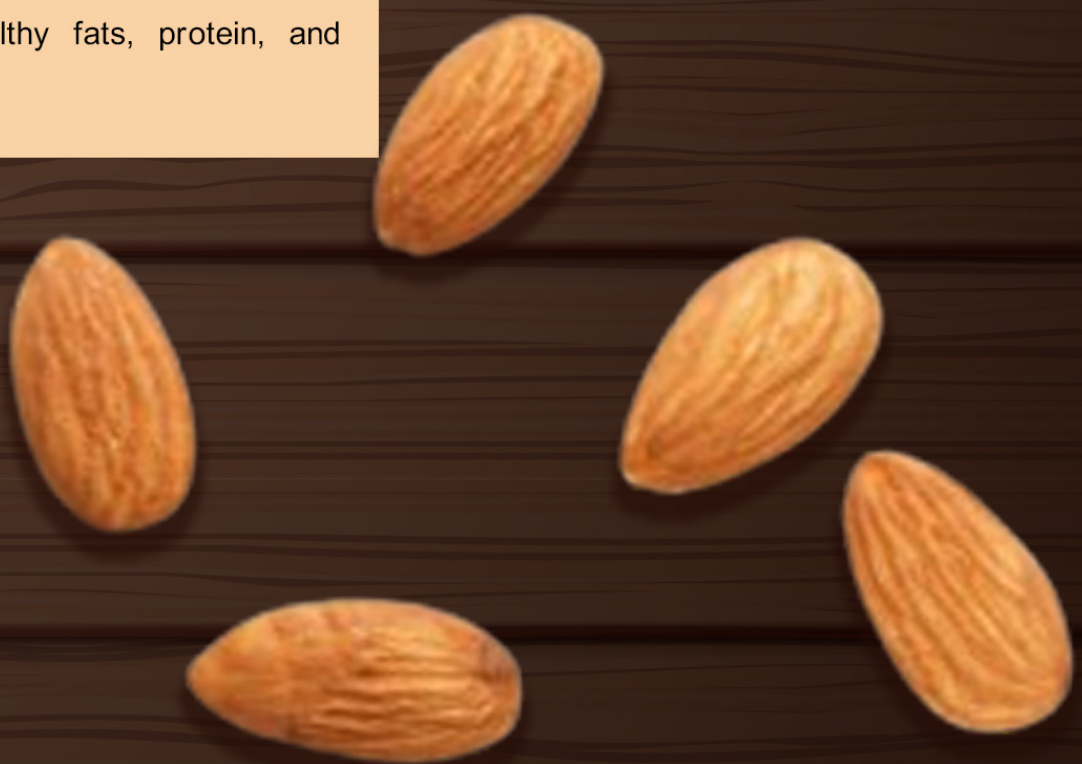 lthy fats, protein, and